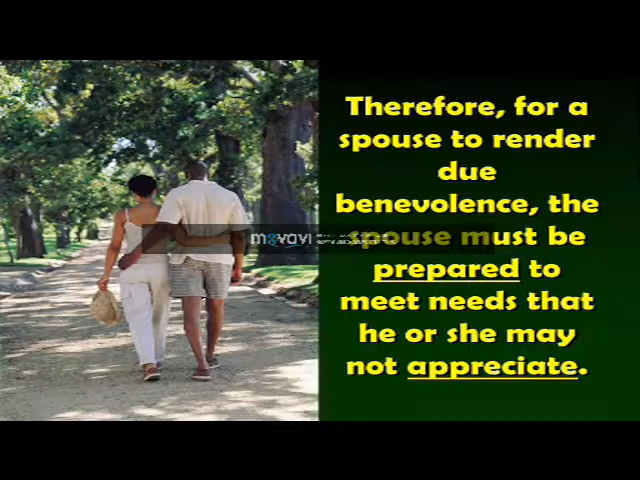 Therefore, for a
spouse to render
due
benevolence, the
spouse must be
prepared to
meet needs that
he or she may
not appreciate.
movavi